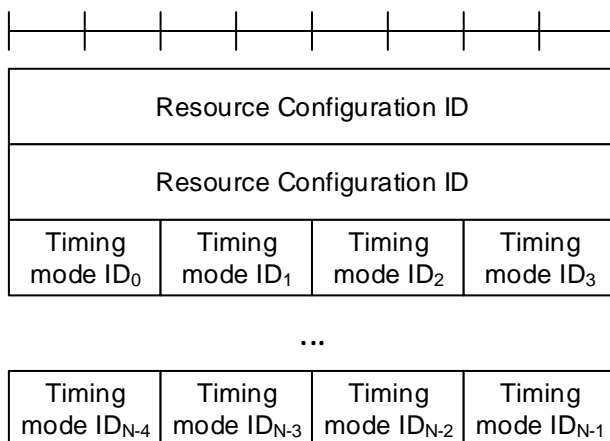 Resource Configuration ID
Resource Configuration ID
Timing mode ID₀ Timing mode ID₁ Timing mode ID₂ Timing mode ID₃
...
Timing mode IDN-4 Timing mode IDN-3 Timing mode IDN-2 Timing mode IDN-1